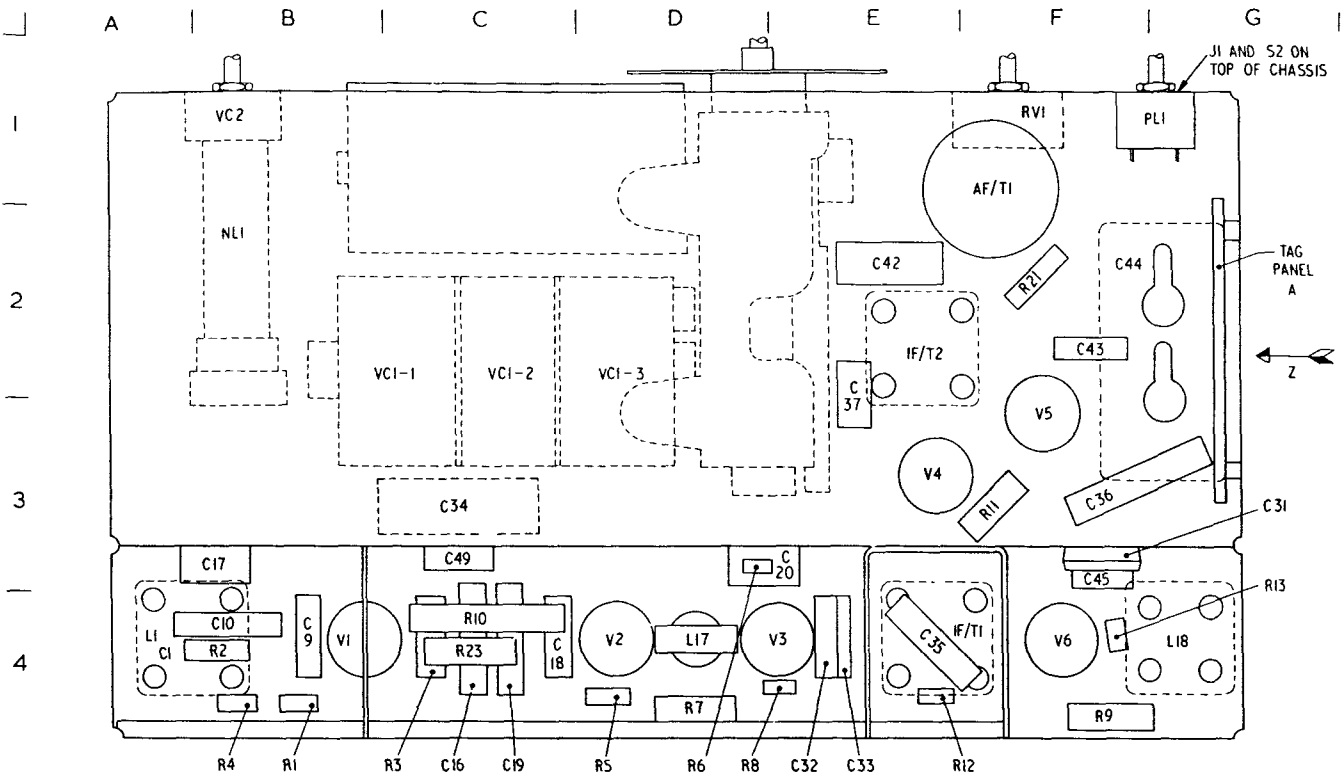 A B C D E F G
J1 AND S2 ON
TOP OF CHASSIS
1
VC2
RV1
PL1
AF/T1
NL1
C42
R21
C44
TAG
PANEL
A
2
IF/T2
C43
Z
VC1-1
VC1-2
VC1-3
C
37
V5
V4
3
C34
R11
C36
C31
C17
C49
C
20
C45
R13
L1
C1
C10
R2
C
9
V1
R10
R23
C
18
V2
L17
V3
C35
IF/T1
V6
L18
4
R7
R9
R4
R1
R3
C16
C19
R5
R6
R8
C32
C33
R12